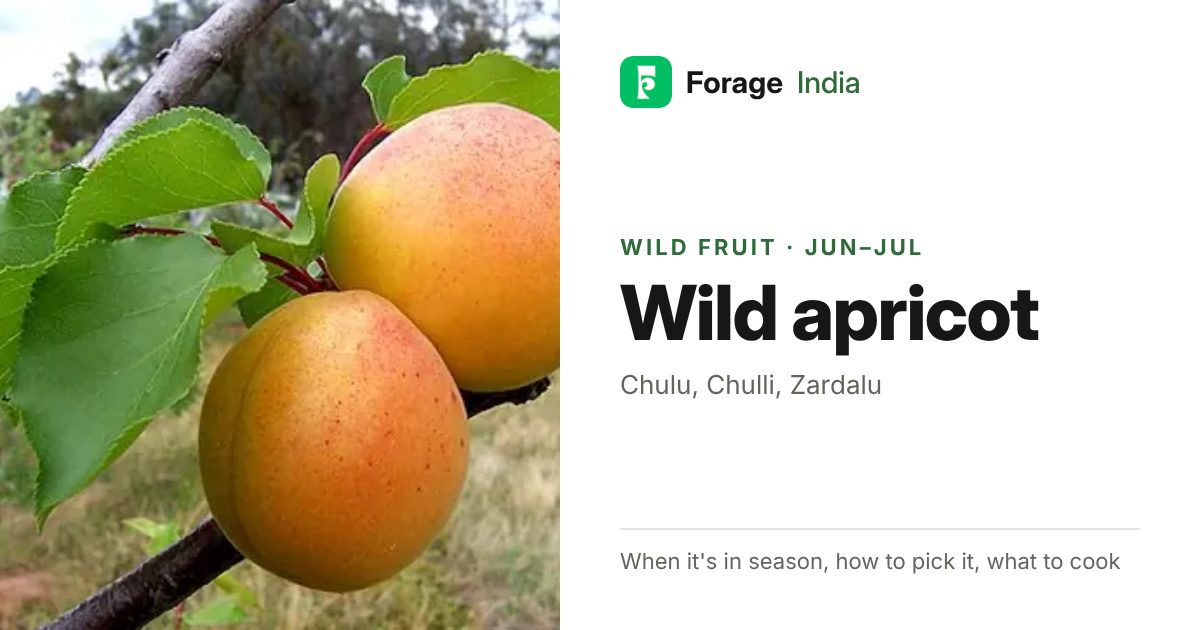 Forage India
WILD FRUIT · JUN–JUL
Wild apricot
Chulu, Chulli, Zardalu
When it's in season, how to pick it, what to cook